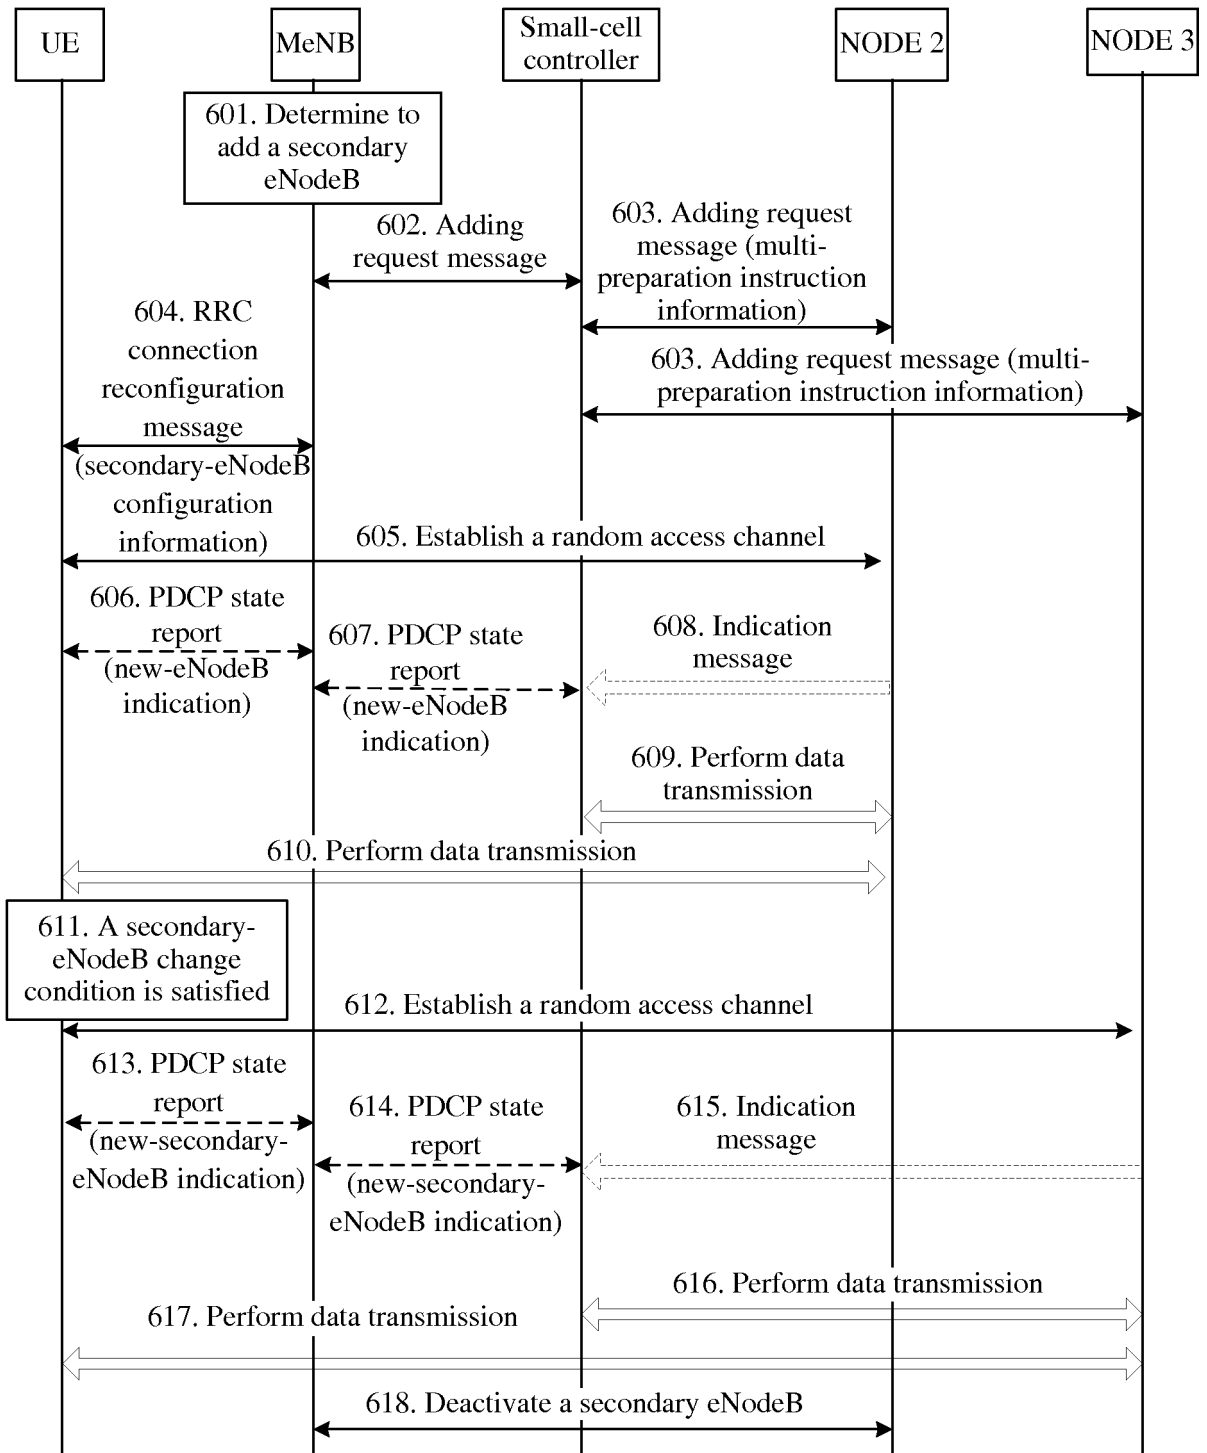 UE
MeNB
Small-cell
controller
NODE 2
NODE 3
601. Determine to
add a secondary
eNodeB
602. Adding
request message
603. Adding request
message (multi-
preparation instruction
information)
603. Adding request message (multi-
preparation instruction information)
604. RRC
connection
reconfiguration
message
(secondary-eNodeB
configuration
information)
605. Establish a random access channel
606. PDCP state
report
(new-eNodeB
indication)
607. PDCP state
report
(new-eNodeB
indication)
608. Indication
message
609. Perform data
transmission
610. Perform data transmission
611. A secondary-
eNodeB change
condition is satisfied
612. Establish a random access channel
613. PDCP state
report
(new-secondary-
eNodeB indication)
614. PDCP state
report
(new-secondary-
eNodeB indication)
615. Indication
message
616. Perform data transmission
617. Perform data transmission
618. Deactivate a secondary eNodeB